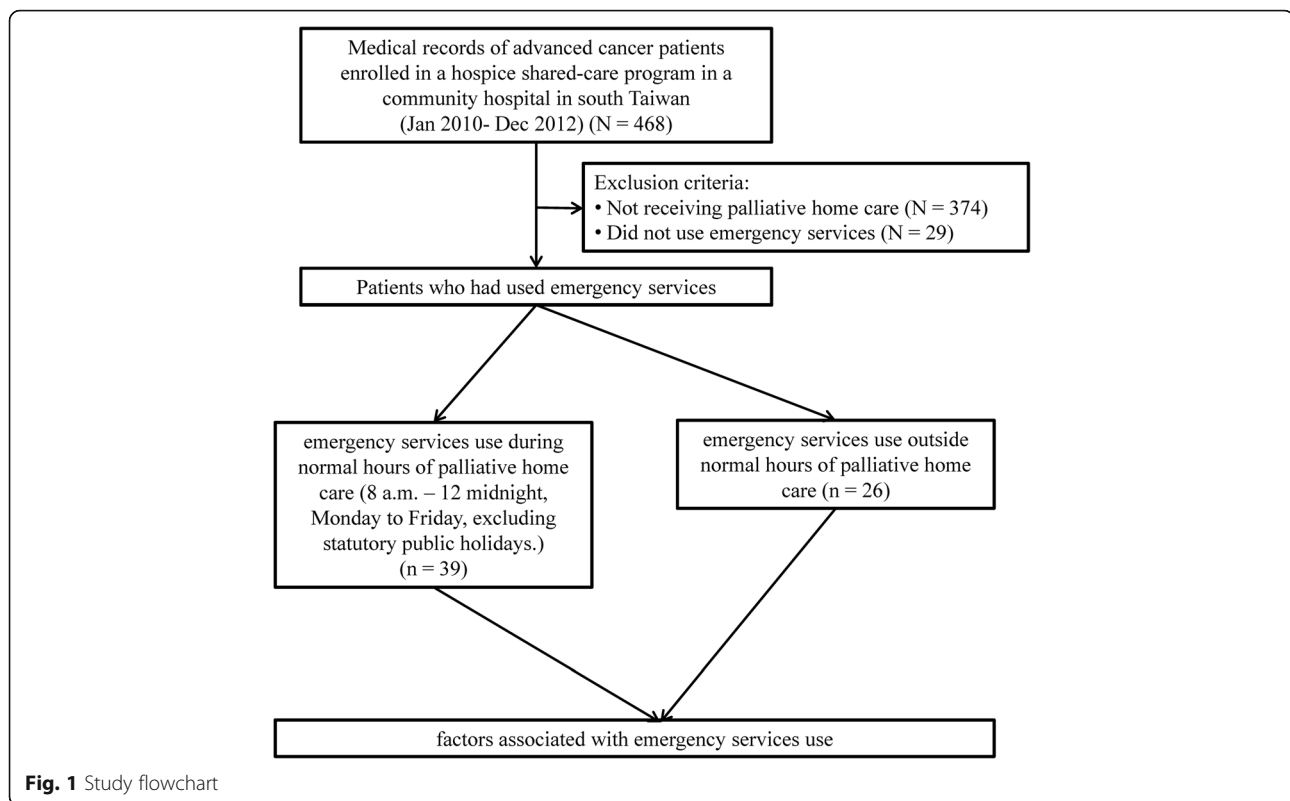 Medical records of advanced cancer patients
enrolled in a hospice shared-care program in a
community hospital in south Taiwan
(Jan 2010- Dec 2012) (N = 468)
Exclusion criteria:
• Not receiving palliative home care (N = 374)
• Did not use emergency services (N = 29)
Patients who had used emergency services
emergency services use during
normal hours of palliative home
care (8 a.m. – 12 midnight,
Monday to Friday, excluding
statutory public holidays.)
(n = 39)
emergency services use outside
normal hours of palliative home
care (n = 26)
factors associated with emergency services use
Fig. 1 Study flowchart